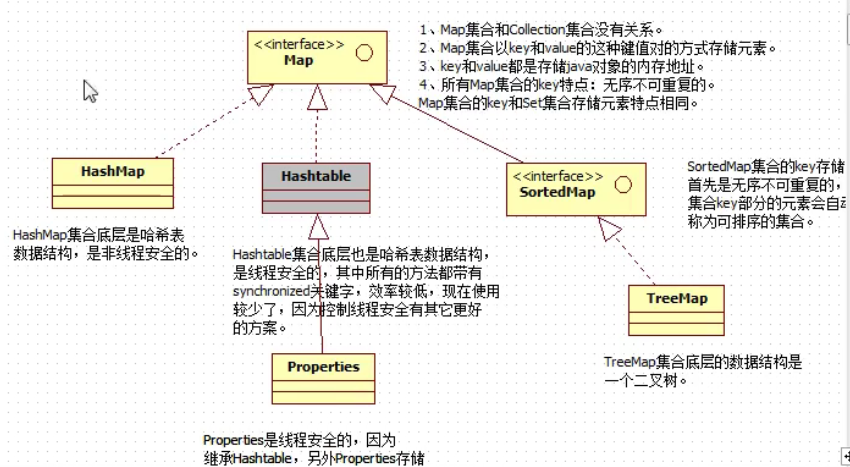 <<interface>>
Map
1、Map集合和Collection集合没有关系。
2、Map集合以key和value的这种键值对的方式存储元素。
3、key和value都是存储java对象的内存地址。
4、所有Map集合的key特点：无序不可重复的。
Map集合的key和Set集合存储元素特点相同。
HashMap
HashMap集合底层是哈希表
数据结构，是非线程安全的。
Hashtable
Hashtable集合底层也是哈希表数据结构，
是线程安全的，其中所有的方法都带有
synchronized关键字，效率较低，现在使用
较少了，因为控制线程安全有其它更好
的方案。
<<interface>>
SortedMap
SortedMap集合的key存储
首先是无序不可重复的，
集合key部分的元素会自
称为可排序的集合。
TreeMap
TreeMap集合底层的数据结构是
一个二叉树。
Properties
Properties是线程安全的，因为
继承Hashtable，另外Properties存储